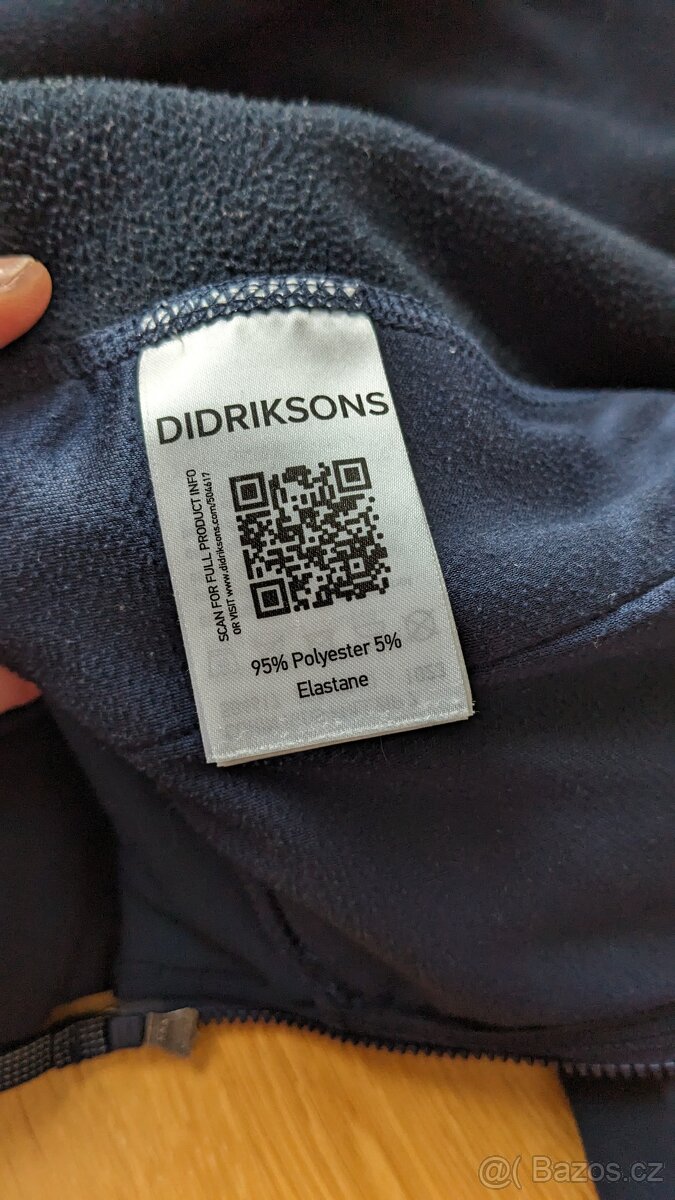 DIDRIKSONS
SCAN FOR FULL PRODUCT INFO
OR VISIT www.didriksons.com/504617
95% Polyester 5%
Elastane
@( Bazos.cz